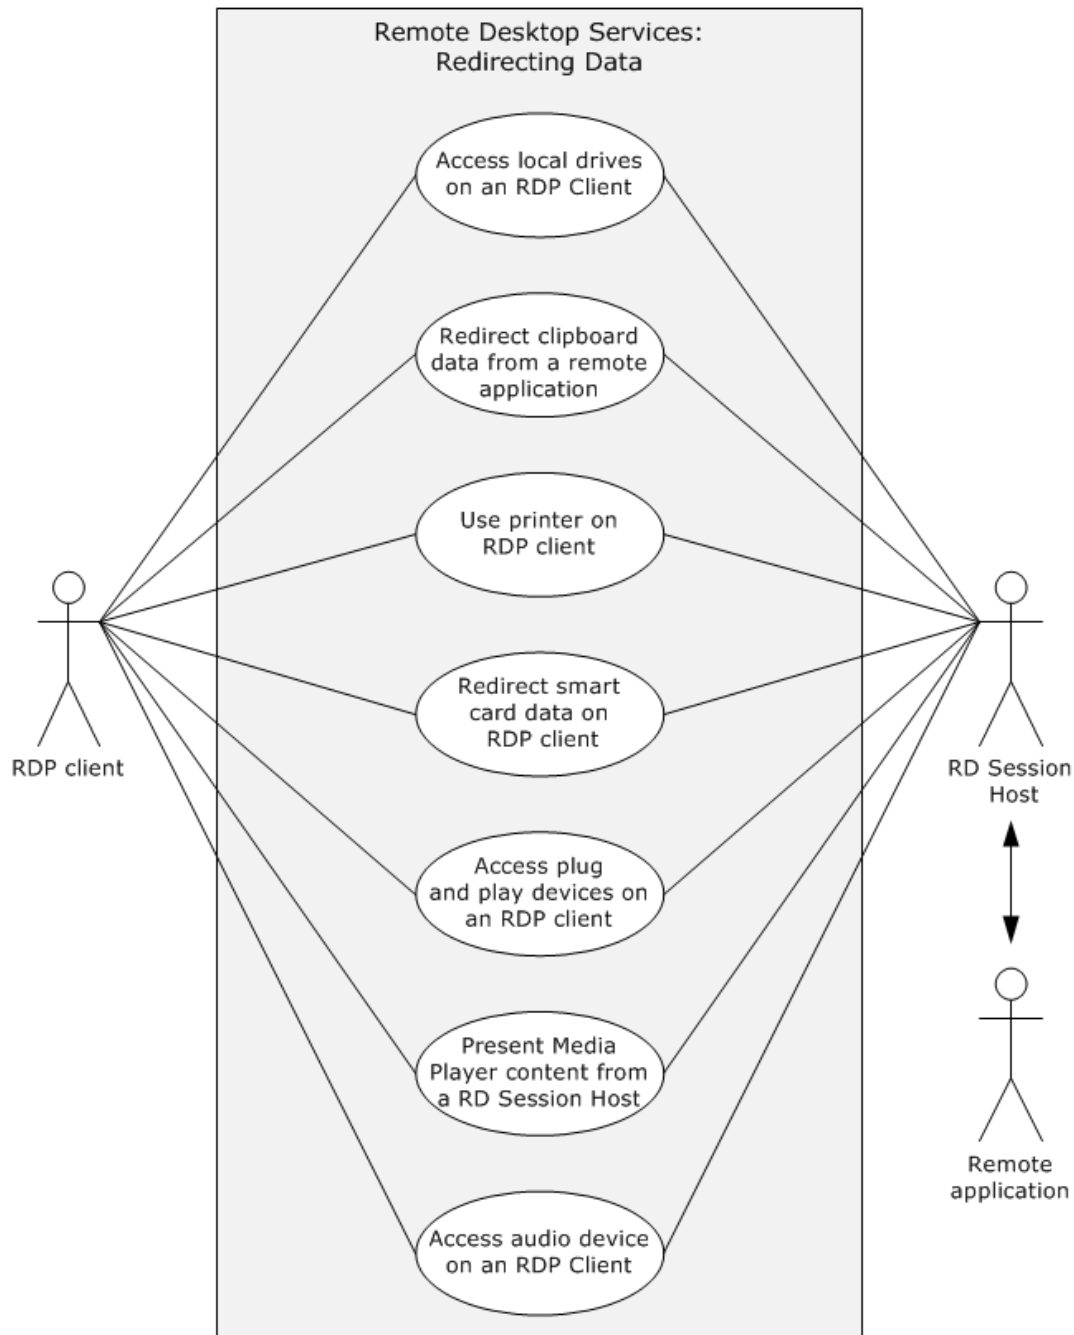 Remote Desktop Services:
Redirecting Data
Access local drives
on an RDP Client
Redirect clipboard
data from a remote
application
Use printer on
RDP client
Redirect smart
card data on
RDP client
RDP client
RD Session
Host
Access plug
and play devices on
an RDP client
Present Media
Player content from
a RD Session Host
Remote
application
Access audio device
on an RDP Client